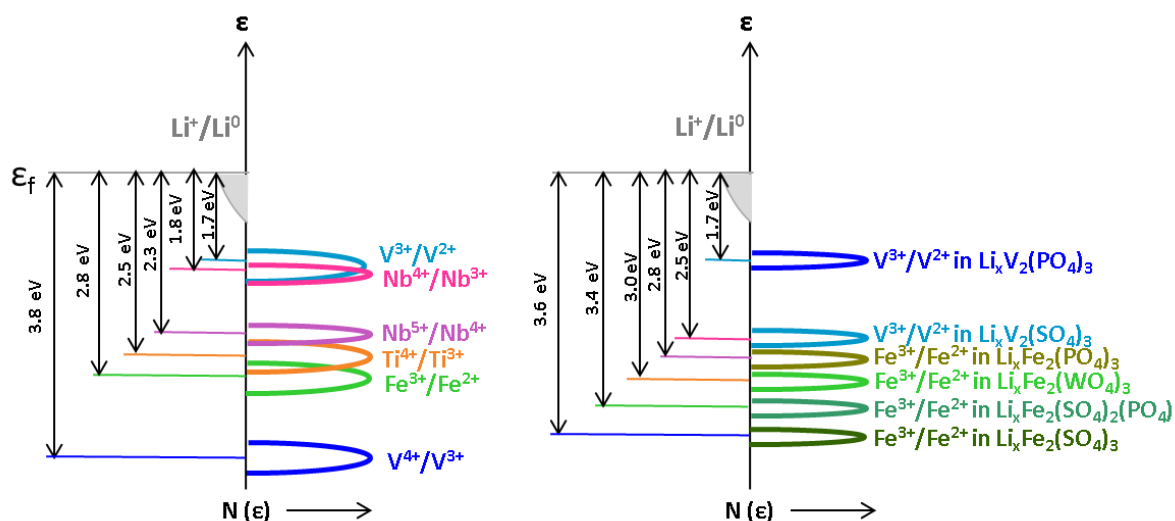 ε
Li⁺/Li⁰
ε_f
1.7 eV
1.8 eV
2.3 eV
2.5 eV
2.8 eV
3.8 eV
V³⁺/V²⁺
Nb⁴⁺/Nb³⁺
Nb⁵⁺/Nb⁴⁺
Ti⁴⁺/Ti³⁺
Fe³⁺/Fe²⁺
V⁴⁺/V³⁺
N (ε)
ε
Li⁺/Li⁰
1.7 eV
2.5 eV
2.8 eV
3.0 eV
3.4 eV
3.6 eV
V³⁺/V²⁺ in LiₓV₂(PO₄)₃
V³⁺/V²⁺ in LiₓV₂(SO₄)₃
Fe³⁺/Fe²⁺ in LiₓFe₂(PO₄)₃
Fe³⁺/Fe²⁺ in LiₓFe₂(WO₄)₃
Fe³⁺/Fe²⁺ in LiₓFe₂(SO₄)₂(PO₄)
Fe³⁺/Fe²⁺ in LiₓFe₂(SO₄)₃
N (ε)